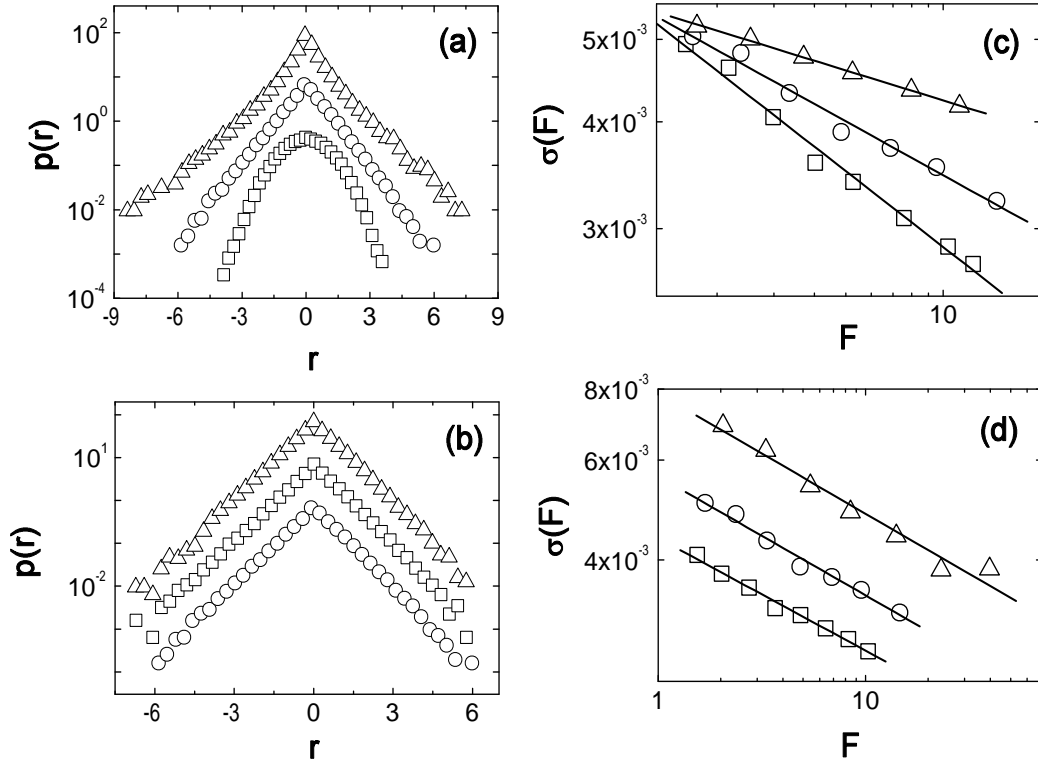 (a)
10²
10⁰
10⁻²
10⁻⁴
p(r)
-9 -6 -3 0 3 6 9
r
(c)
5x10⁻³
4x10⁻³
3x10⁻³
σ(F)
10
F
(b)
10¹
10⁻²
p(r)
-6 -3 0 3 6
r
(d)
8x10⁻³
6x10⁻³
4x10⁻³
σ(F)
1 10
F